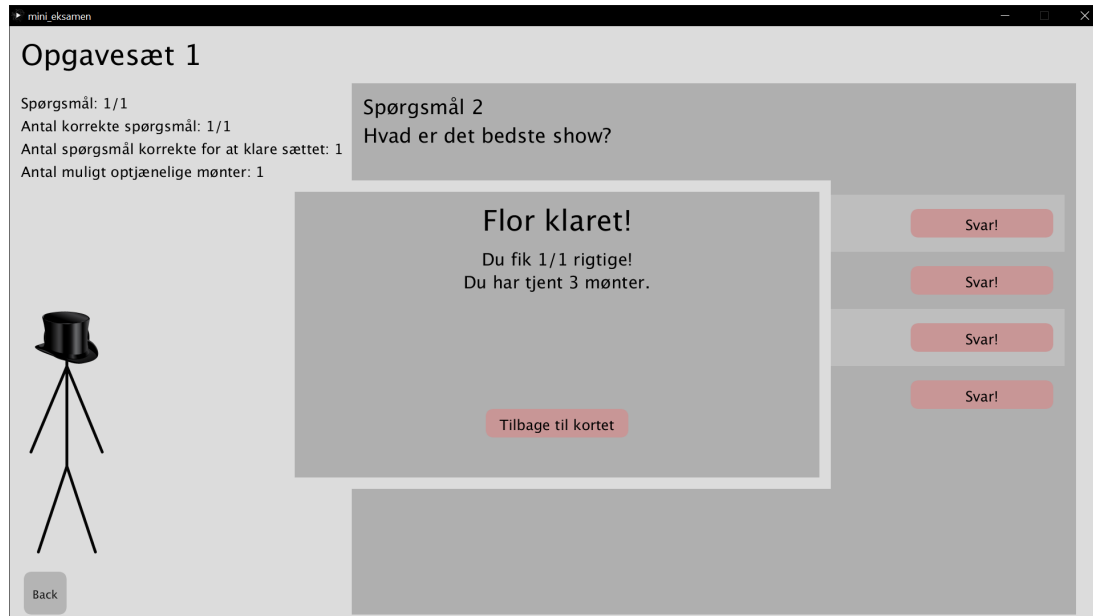 mini_eksamen
Opgavesæt 1
Spørgsmål: 1/1
Antal korrekte spørgsmål: 1/1
Antal spørgsmål korrekte for at klare sættet: 1
Antal muligt optjænelige mønter: 1
Spørgsmål 2
Hvad er det bedste show?
Flor klaret!
Du fik 1/1 rigtige!
Du har tjent 3 mønter.
Tilbage til kortet
Svar!
Svar!
Svar!
Svar!
Back